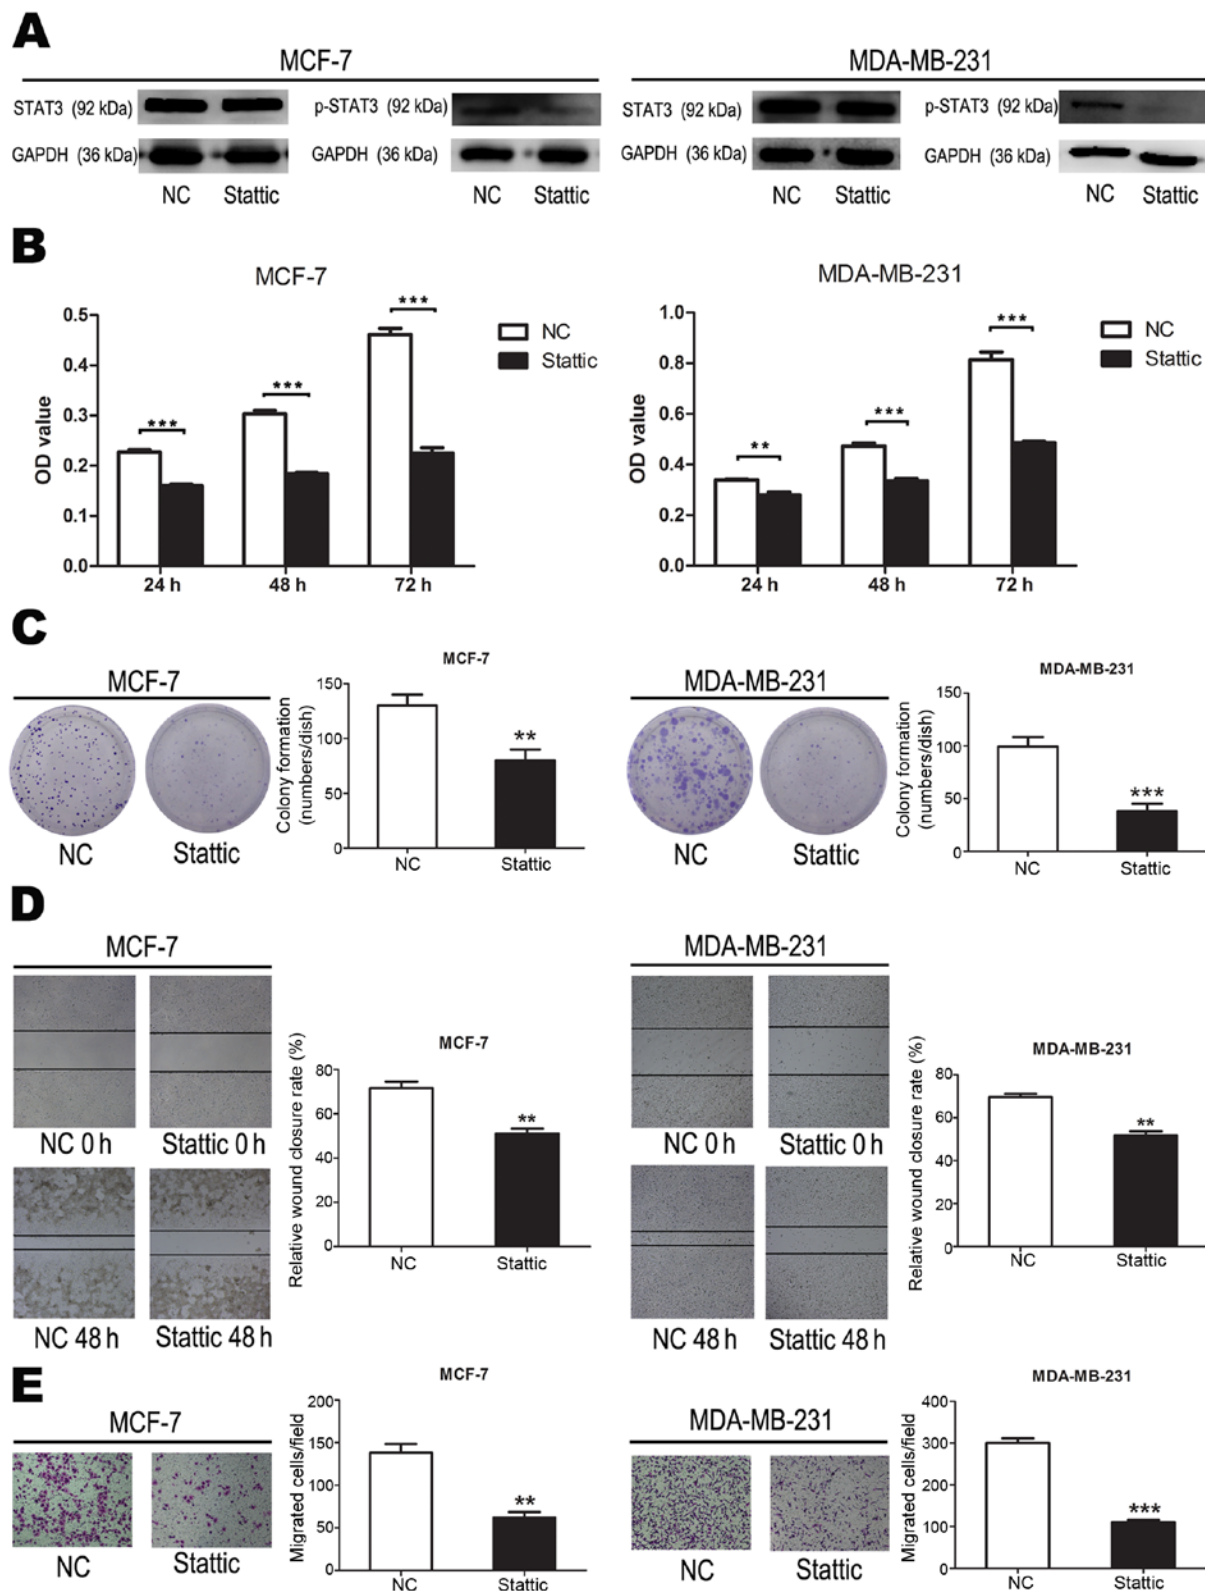 A
MCF-7
MDA-MB-231
STAT3 (92 kDa)
p-STAT3 (92 kDa)
STAT3 (92 kDa)
p-STAT3 (92 kDa)
GAPDH (36 kDa)
GAPDH (36 kDa)
GAPDH (36 kDa)
GAPDH (36 kDa)
NC Stattic
NC Stattic
NC Stattic
NC Stattic
B
MCF-7
0.5
0.4
0.3
0.2
0.1
0.0
OD value
***
***
***
24 h 48 h 72 h
NC
Stattic
MDA-MB-231
1.0
0.8
0.6
0.4
0.2
0.0
OD value
**
***
***
24 h 48 h 72 h
NC
Stattic
C
MCF-7
NC Stattic
MCF-7
150
100
50
0
Colony formation
(numbers/dish)
**
NC Stattic
MDA-MB-231
NC Stattic
MDA-MB-231
150
100
50
0
Colony formation
(numbers/dish)
***
NC Stattic
D
MCF-7
NC 0 h Stattic 0 h
NC 48 h Stattic 48 h
MCF-7
80
60
40
20
0
Relative wound closure rate (%)
**
NC Stattic
MDA-MB-231
NC 0 h Stattic 0 h
NC 48 h Stattic 48 h
MDA-MB-231
80
60
40
20
0
Relative wound closure rate (%)
**
NC Stattic
E
MCF-7
NC Stattic
MCF-7
200
150
100
50
0
Migrated cells/field
**
NC Stattic
MDA-MB-231
NC Stattic
MDA-MB-231
400
300
200
100
0
Migrated cells/field
***
NC Stattic